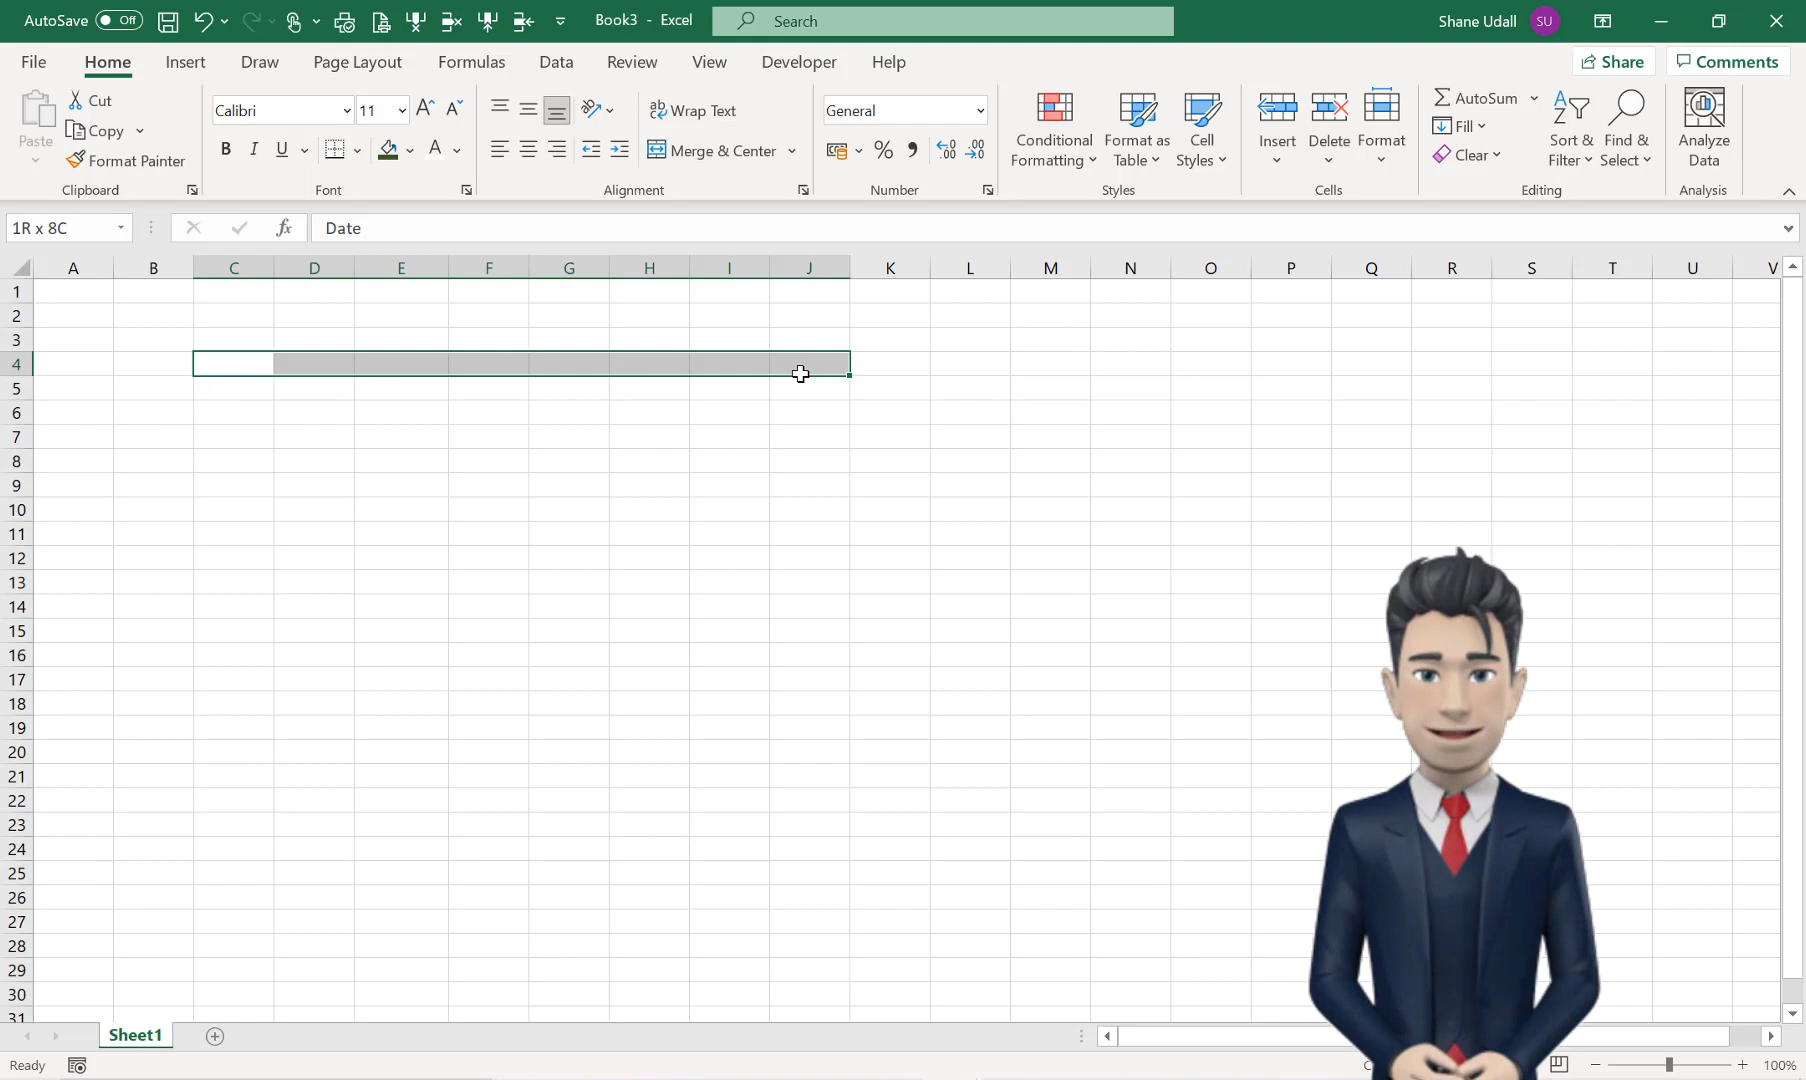 AutoSave Off Book3 - Excel Search Shane Udall SU
File Home Insert Draw Page Layout Formulas Data Review View Developer Help Share Comments
Paste Cut Copy Format Painter
Clipboard
Calibri 11
B I U A
Font
ab Wrap Text
Merge & Center
Alignment
General
% , .00 .00
Number
Conditional Formatting
Format as Table
Cell Styles
Styles
Insert Delete Format
Cells
AutoSum
Fill
Clear
Sort & Filter
Find & Select
Editing
Analyze Data
Analysis
1R x 8C fx Date
A B C D E F G H I J K L M N O P Q R S T U V
1
2
3
4
5
6
7
8
9
10
11
12
13
14
15
16
17
18
19
20
21
22
23
24
25
26
27
28
29
30
31
Sheet1
Ready 100%